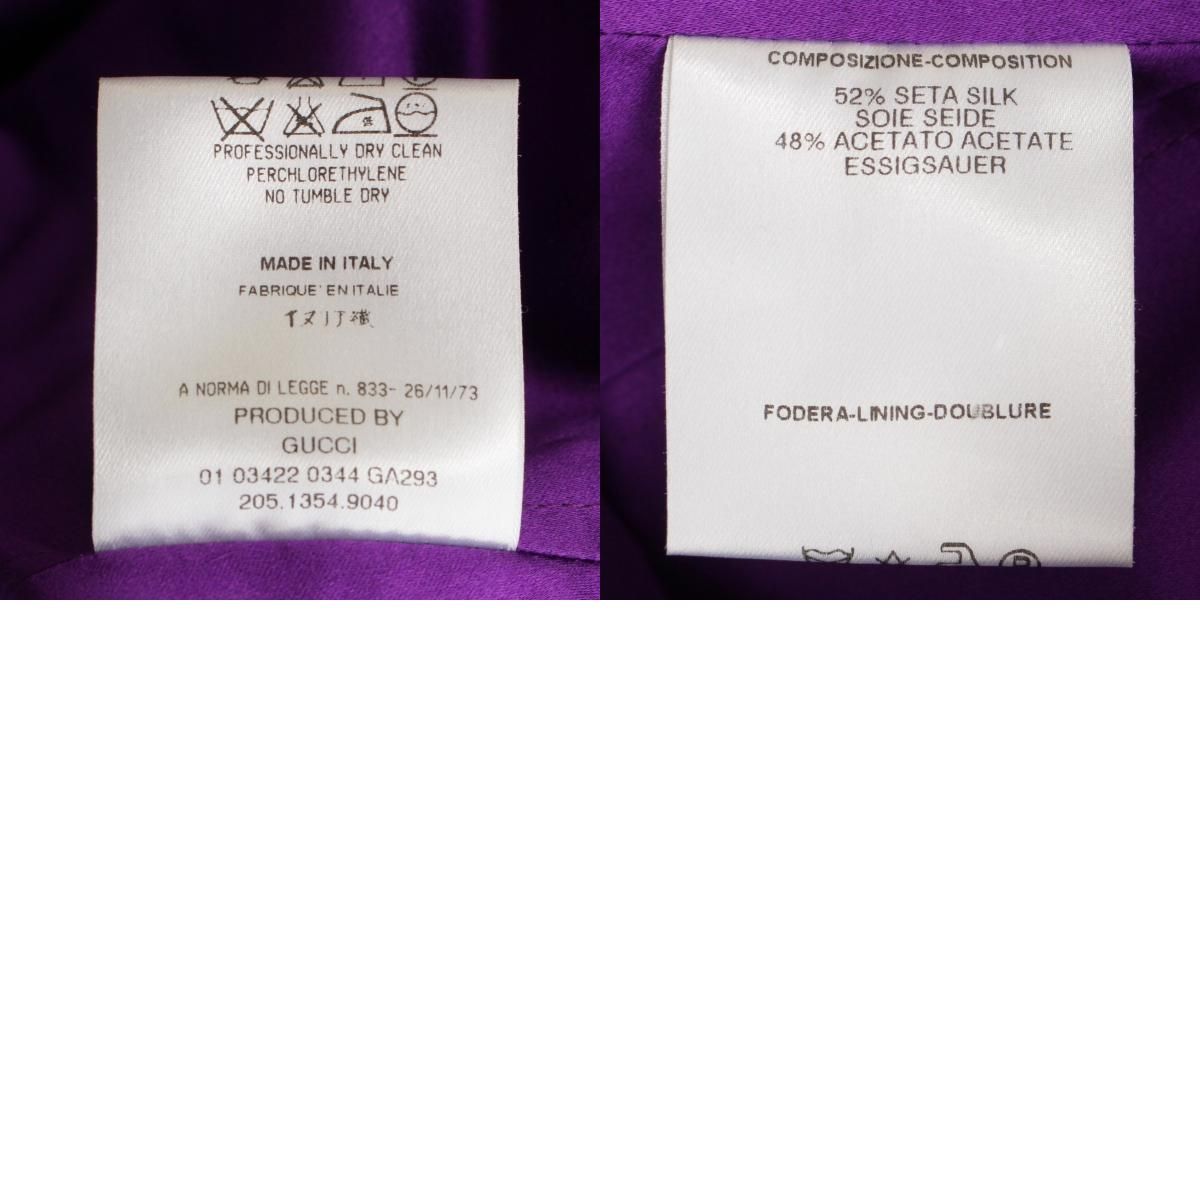 PROFESSIONALLY DRY CLEAN
PERCHLORETHYLENE
NO TUMBLE DRY
MADE IN ITALY
FABRIQUE' EN ITALIE
A NORMA DI LEGGE n. 833- 26/11/73
PRODUCED BY
GUCCI
01 03422 0344 GA293
205.1354.9040
COMPOSIZIONE-COMPOSITION
52% SETA SILK
SOIE SEIDE
48% ACETATO ACETATE
ESSIGSAUER
FODERA-LINING-DOUBLURE
P